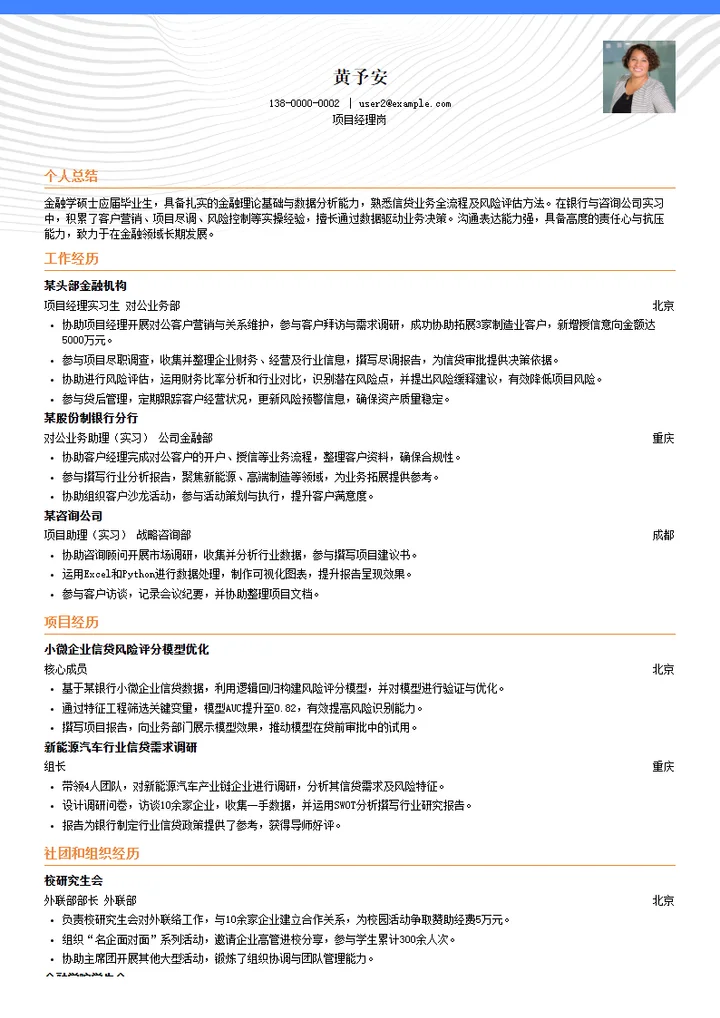 黄予安
138-0000-0002 | user2@example.com
项目经理岗
个人总结
金融学硕士应届毕业生，具备扎实的金融理论基础与数据分析能力，熟悉信贷业务全流程及风险评估方法。在银行与咨询公司实习
中，积累了客户营销、项目尽调、风险控制等实操经验，擅长通过数据驱动业务决策。沟通表达能力强，具备高度的责任心与抗压
能力，致力于在金融领域长期发展。
工作经历
某头部金融机构
项目经理实习生 对公业务部 北京
• 协助项目经理开展对公客户营销与关系维护，参与客户拜访与需求调研，成功协助拓展3家制造业客户，新增授信意向金额达
5000万元。
• 参与项目尽职调查，收集并整理企业财务、经营及行业信息，撰写尽调报告，为信贷审批提供决策依据。
• 协助进行风险评估，运用财务比率分析和行业对比，识别潜在风险点，并提出风险缓释建议，有效降低项目风险。
• 参与贷后管理，定期跟踪客户经营状况，更新风险预警信息，确保资产质量稳定。
某股份制银行分行
对公业务助理（实习） 公司金融部 重庆
• 协助客户经理完成对公客户的开户、授信等业务流程，整理客户资料，确保合规性。
• 参与撰写行业分析报告，聚焦新能源、高端制造等领域，为业务拓展提供参考。
• 协助组织客户沙龙活动，参与活动策划与执行，提升客户满意度。
某咨询公司
项目助理（实习） 战略咨询部 成都
• 协助咨询顾问开展市场调研，收集并分析行业数据，参与撰写项目建议书。
• 运用Excel和Python进行数据处理，制作可视化图表，提升报告呈现效果。
• 参与客户访谈，记录会议纪要，并协助整理项目文档。
项目经历
小微企业信贷风险评分模型优化
核心成员 北京
• 基于某银行小微企业信贷数据，利用逻辑回归构建风险评分模型，并对模型进行验证与优化。
• 通过特征工程筛选关键变量，模型AUC提升至0.82，有效提高风险识别能力。
• 撰写项目报告，向业务部门展示模型效果，推动模型在贷前审批中的试用。
新能源汽车行业信贷需求调研
组长 重庆
• 带领4人团队，对新能源汽车产业链企业进行调研，分析其信贷需求及风险特征。
• 设计调研问卷，访谈10余家企业，收集一手数据，并运用SWOT分析撰写行业研究报告。
• 报告为银行制定行业信贷政策提供了参考，获得导师好评。
社团和组织经历
校研究生会
外联部部长 外联部 北京
• 负责校研究生会对外联络工作，与10余家企业建立合作关系，为校园活动争取赞助经费5万元。
• 组织“名企面对面”系列活动，邀请企业高管进校分享，参与学生累计300余人次。
• 协助主席团开展其他大型活动，锻炼了组织协调与团队管理能力。